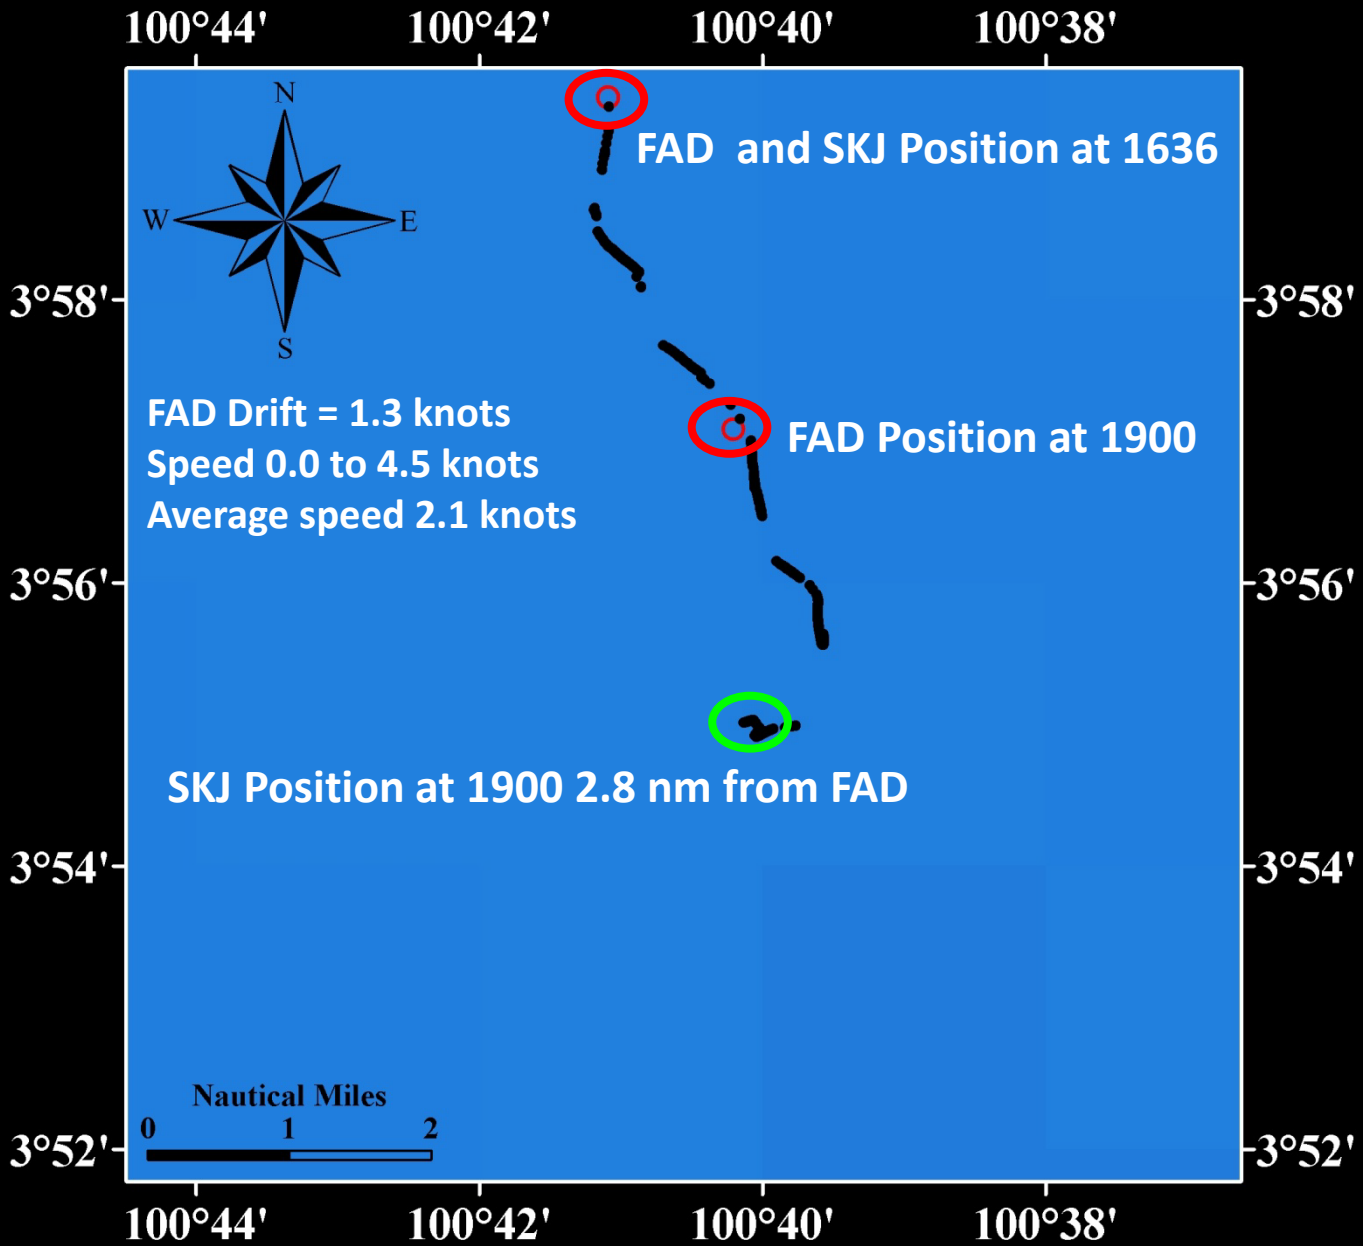 100°44' 100°42' 100°40' 100°38'
N
FAD  and SKJ Position at 1636
W E
3°58' 3°58'
S
FAD Drift = 1.3 knots
FAD Position at 1900
Speed 0.0 to 4.5 knots
Average speed 2.1 knots
3°56' 3°56'
SKJ Position at 1900 2.8 nm from FAD
3°54' 3°54'
Nautical Miles
0 1 2
3°52' 3°52'
100°44' 100°42' 100°40' 100°38'